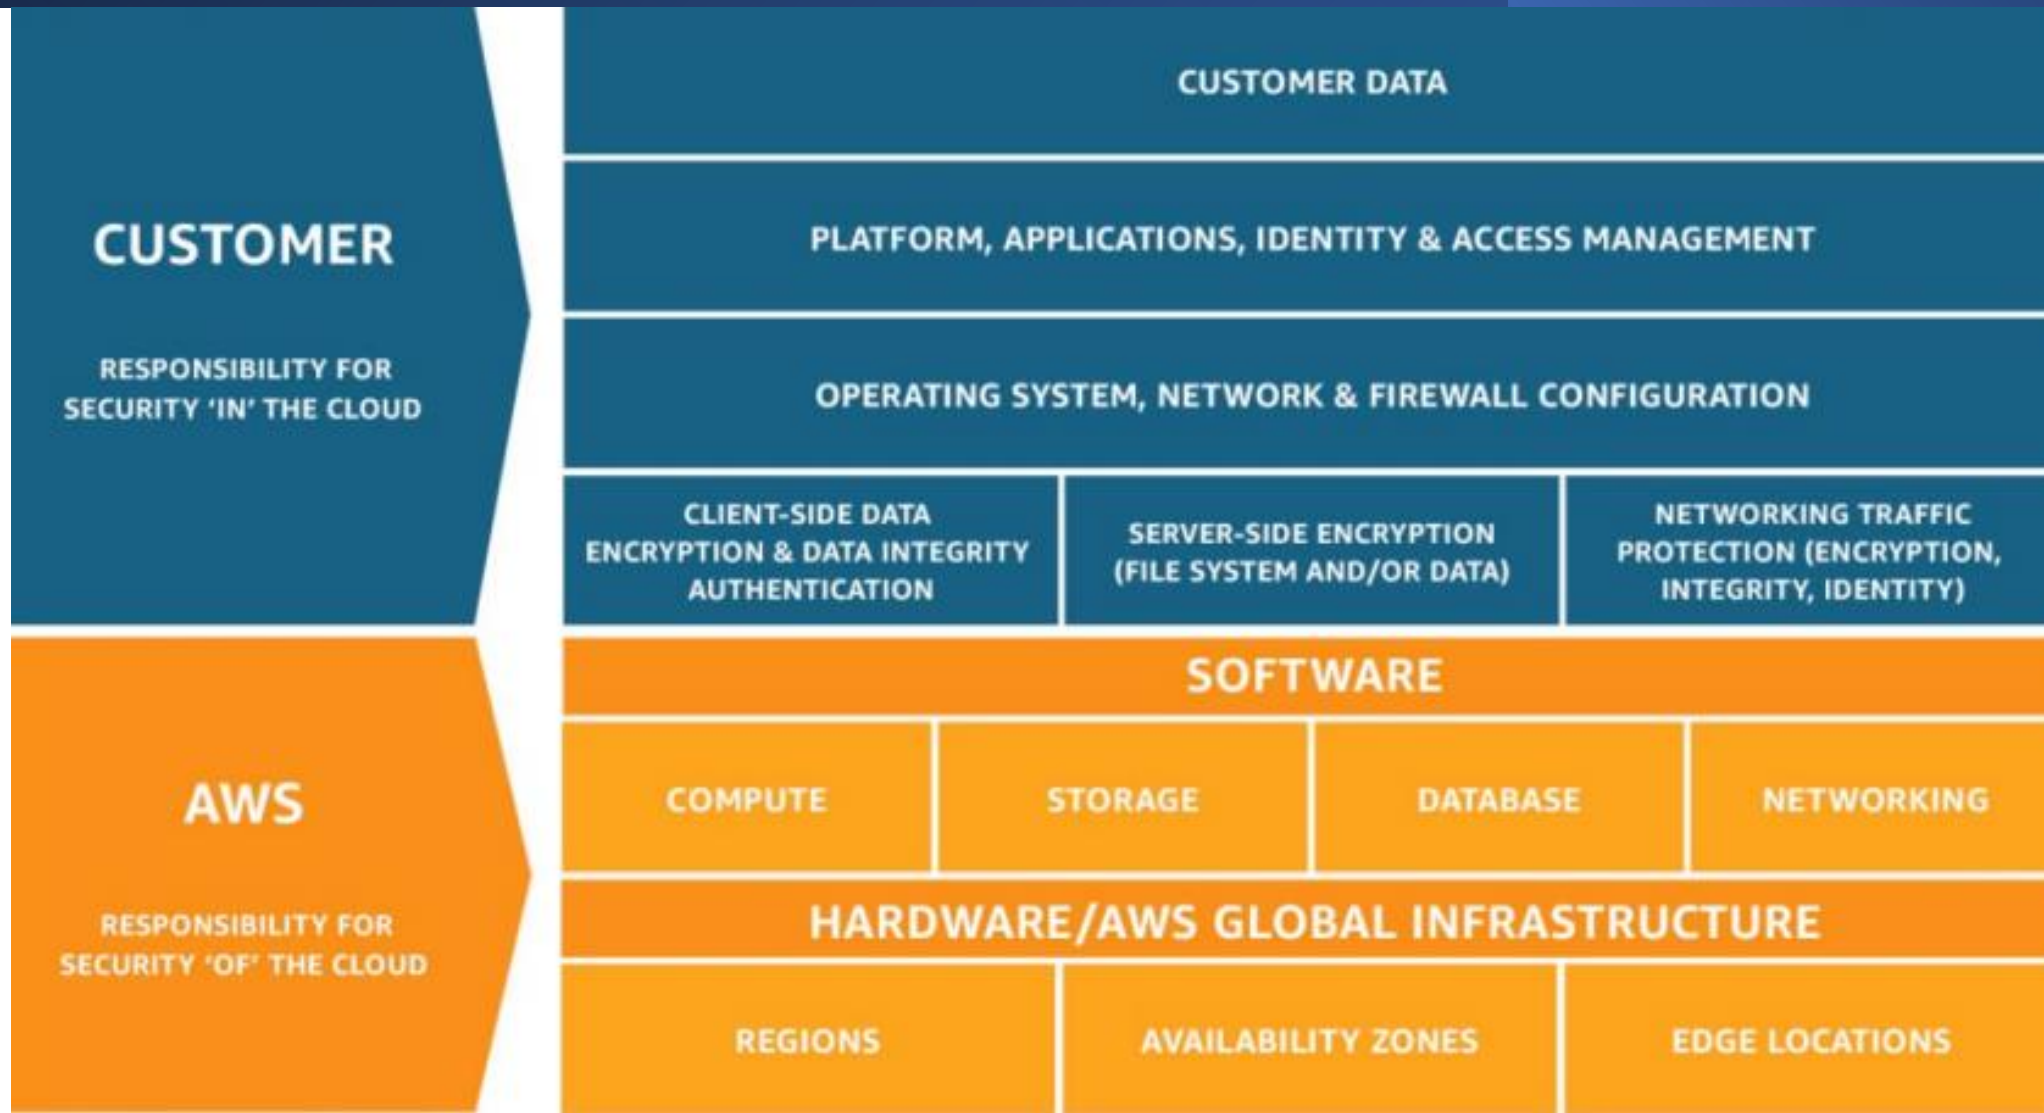 CUSTOMER
RESPONSIBILITY FOR
SECURITY ‘IN’ THE CLOUD
CUSTOMER DATA
PLATFORM, APPLICATIONS, IDENTITY & ACCESS MANAGEMENT
OPERATING SYSTEM, NETWORK & FIREWALL CONFIGURATION
CLIENT-SIDE DATA
ENCRYPTION & DATA INTEGRITY
AUTHENTICATION
SERVER-SIDE ENCRYPTION
(FILE SYSTEM AND/OR DATA)
NETWORKING TRAFFIC
PROTECTION (ENCRYPTION,
INTEGRITY, IDENTITY)
AWS
RESPONSIBILITY FOR
SECURITY ‘OF’ THE CLOUD
SOFTWARE
COMPUTE
STORAGE
DATABASE
NETWORKING
HARDWARE/AWS GLOBAL INFRASTRUCTURE
REGIONS
AVAILABILITY ZONES
EDGE LOCATIONS